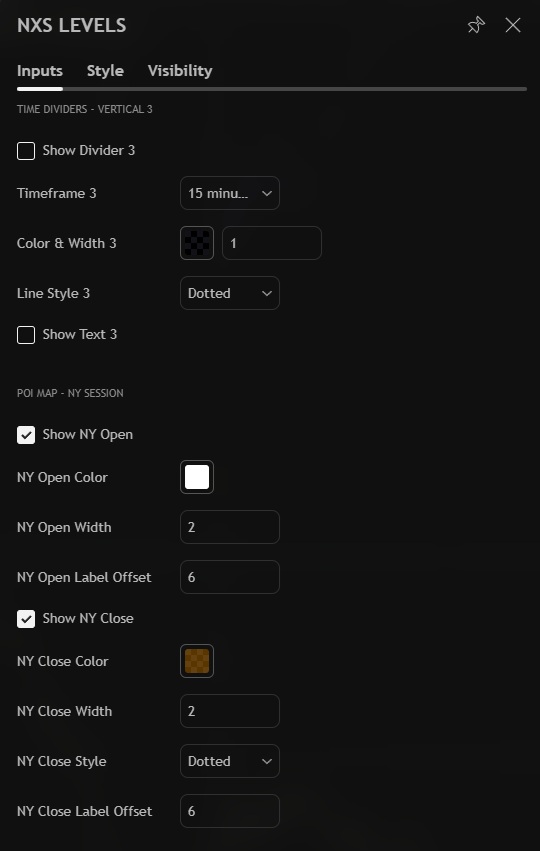 NXS LEVELS
Inputs Style Visibility
TIME DIVIDERS - VERTICAL 3
Show Divider 3
Timeframe 3 15 minu...
Color & Width 3 1
Line Style 3 Dotted
Show Text 3
POI MAP - NY SESSION
Show NY Open
NY Open Color
NY Open Width 2
NY Open Label Offset 6
Show NY Close
NY Close Color
NY Close Width 2
NY Close Style Dotted
NY Close Label Offset 6